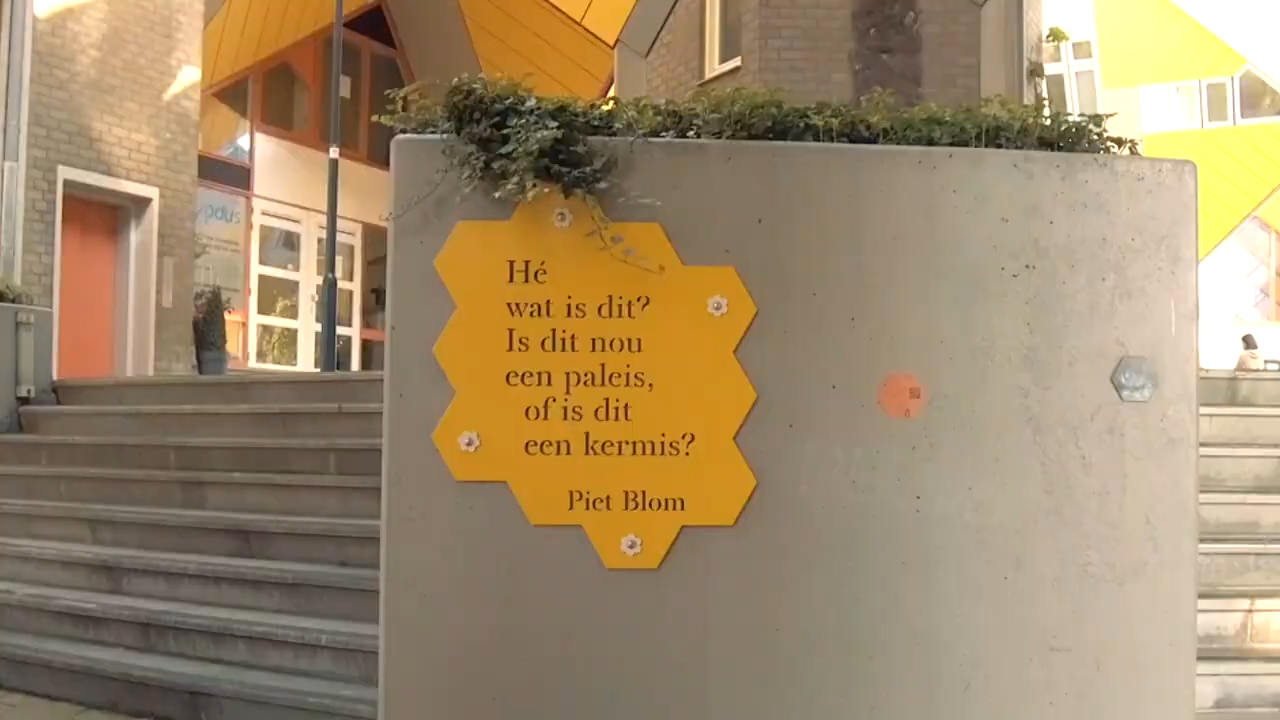 Hé
wat is dit?
Is dit nou
een paleis,
of is dit
een kermis?
Piet Blom